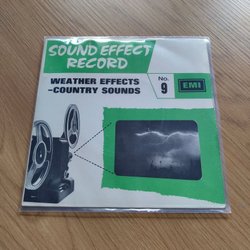 SOUND EFFECT
RECORD
WEATHER EFFECTS
-COUNTRY SOUNDS
No.
9
EMI